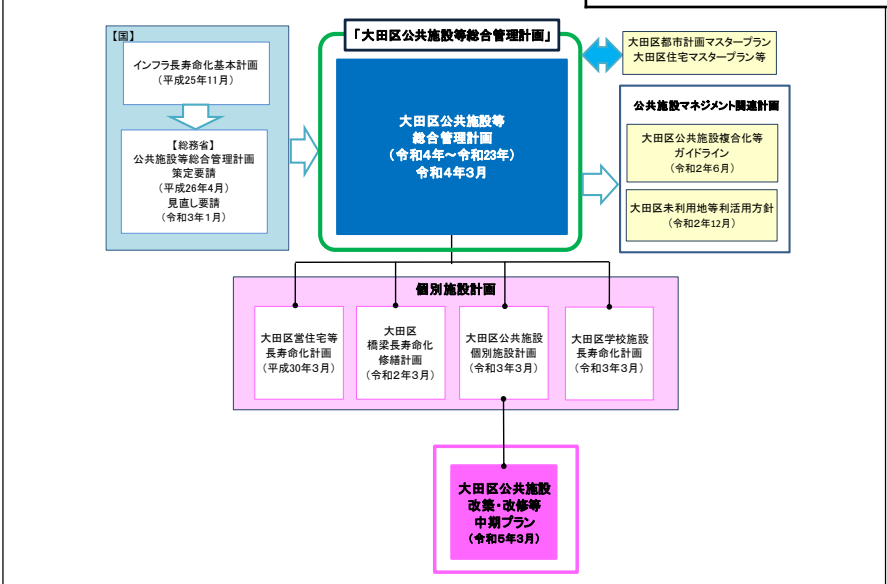 【国】
インフラ長寿命化基本計画
(平成25年11月)
【総務省】
公共施設等総合管理計画
策定要請
(平成26年4月)
見直し要請
(令和3年1月)
「大田区公共施設等総合管理計画」
大田区公共施設等
総合管理計画
(令和4年～令和23年)
令和4年3月
大田区都市計画マスタープラン
大田区住宅マスタープラン等
公共施設マネジメント関連計画
大田区公共施設複合化等
ガイドライン
(令和2年6月)
大田区未利用地等利活用方針
(令和2年12月)
個別施設計画
大田区営住宅等
長寿命化計画
(平成30年3月)
大田区
橋梁長寿命化
修繕計画
(令和2年3月)
大田区公共施設
個別施設計画
(令和3年3月)
大田区学校施設
長寿命化計画
(令和3年3月)
大田区公共施設
改築・改修等
中期プラン
(令和5年3月)